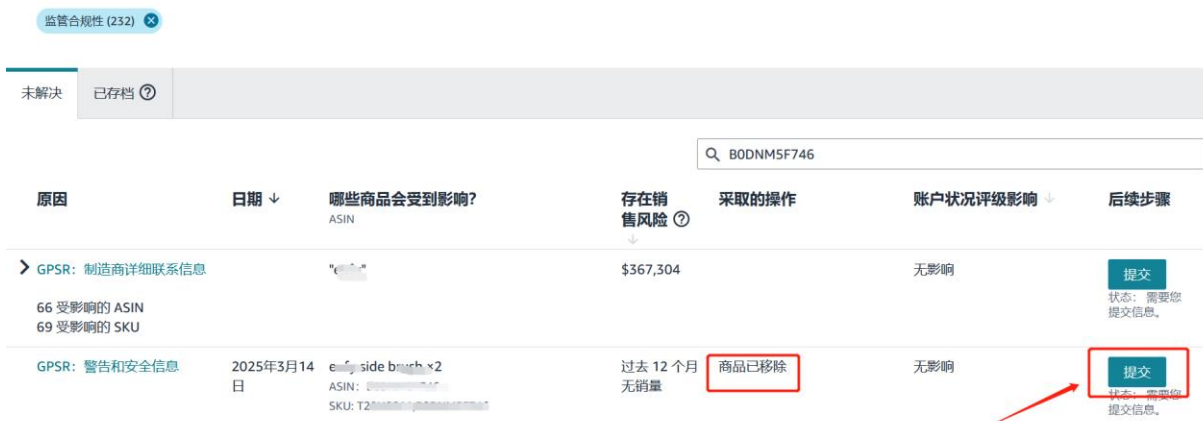 监管合规性 (232)
未解决 已存档
B0DNM5F746
原因 日期 哪些商品会受到影响? 存在销 采取的操作 账户状况评级影响 后续步骤
ASIN 售风险
GPSR：制造商详细联系信息 $367,304 无影响 提交
66 受影响的 ASIN 状态： 需要您
69 受影响的 SKU 提交信息。
GPSR：警告和安全信息 2025年3月14 side brush ×2 过去 12 个月 商品已移除 无影响 提交
日 ASIN： 无销量 状态： 需要您
SKU: 提交信息。